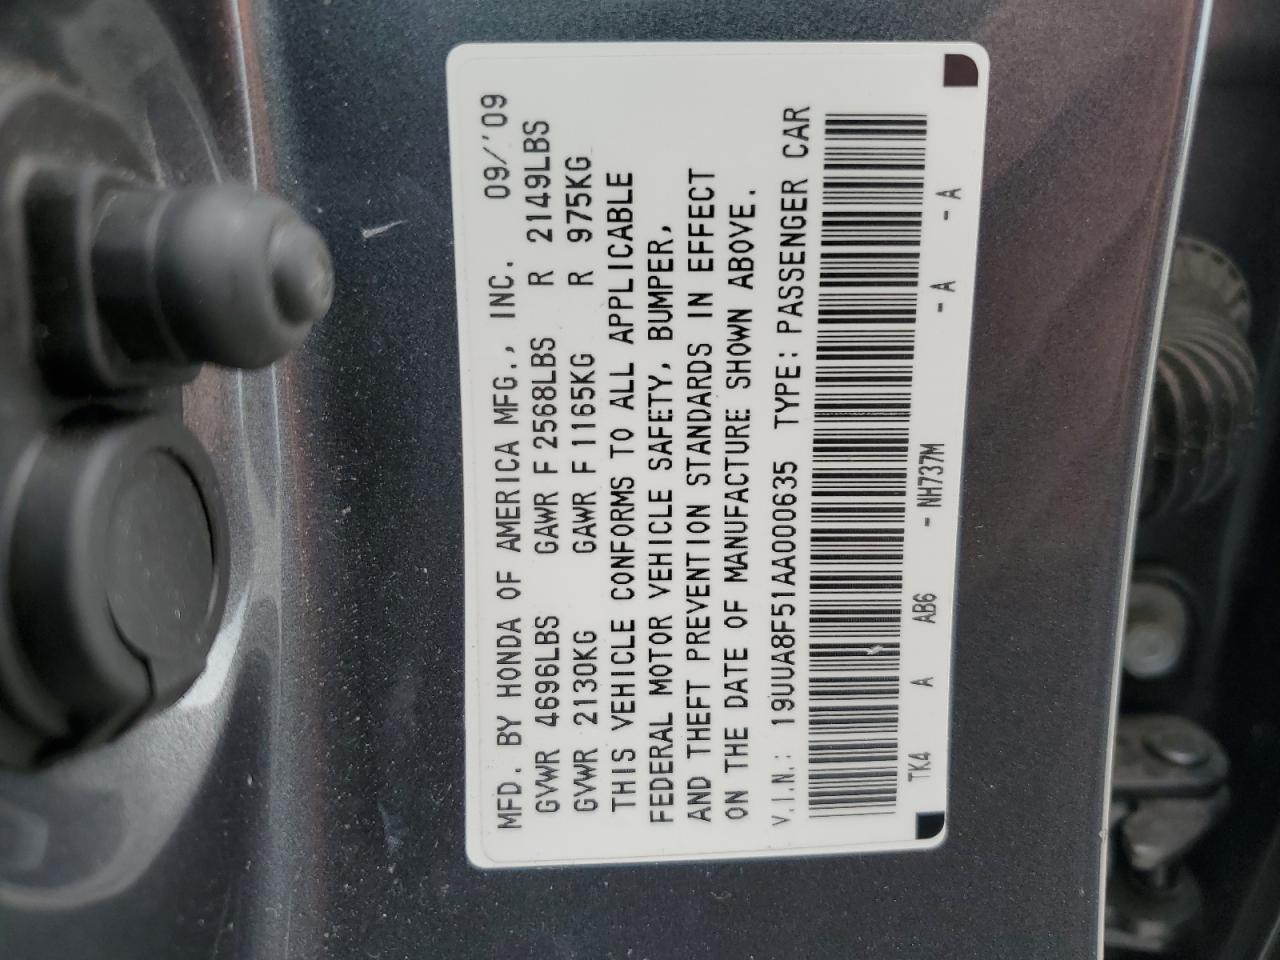 MFD. BY HONDA OF AMERICA MFG., INC. 09/'09
GVWR 4696LBS GAWR F 2568LBS R 2149LBS
GVWR 2130KG GAWR F 1165KG R 975KG
THIS VEHICLE CONFORMS TO ALL APPLICABLE
FEDERAL MOTOR VEHICLE SAFETY, BUMPER,
AND THEFT PREVENTION STANDARDS IN EFFECT
ON THE DATE OF MANUFACTURE SHOWN ABOVE.
V.I.N.: 19UUA8F51AA000635 TYPE: PASSENGER CAR
TK4 A AB6 - NH737M - A - A